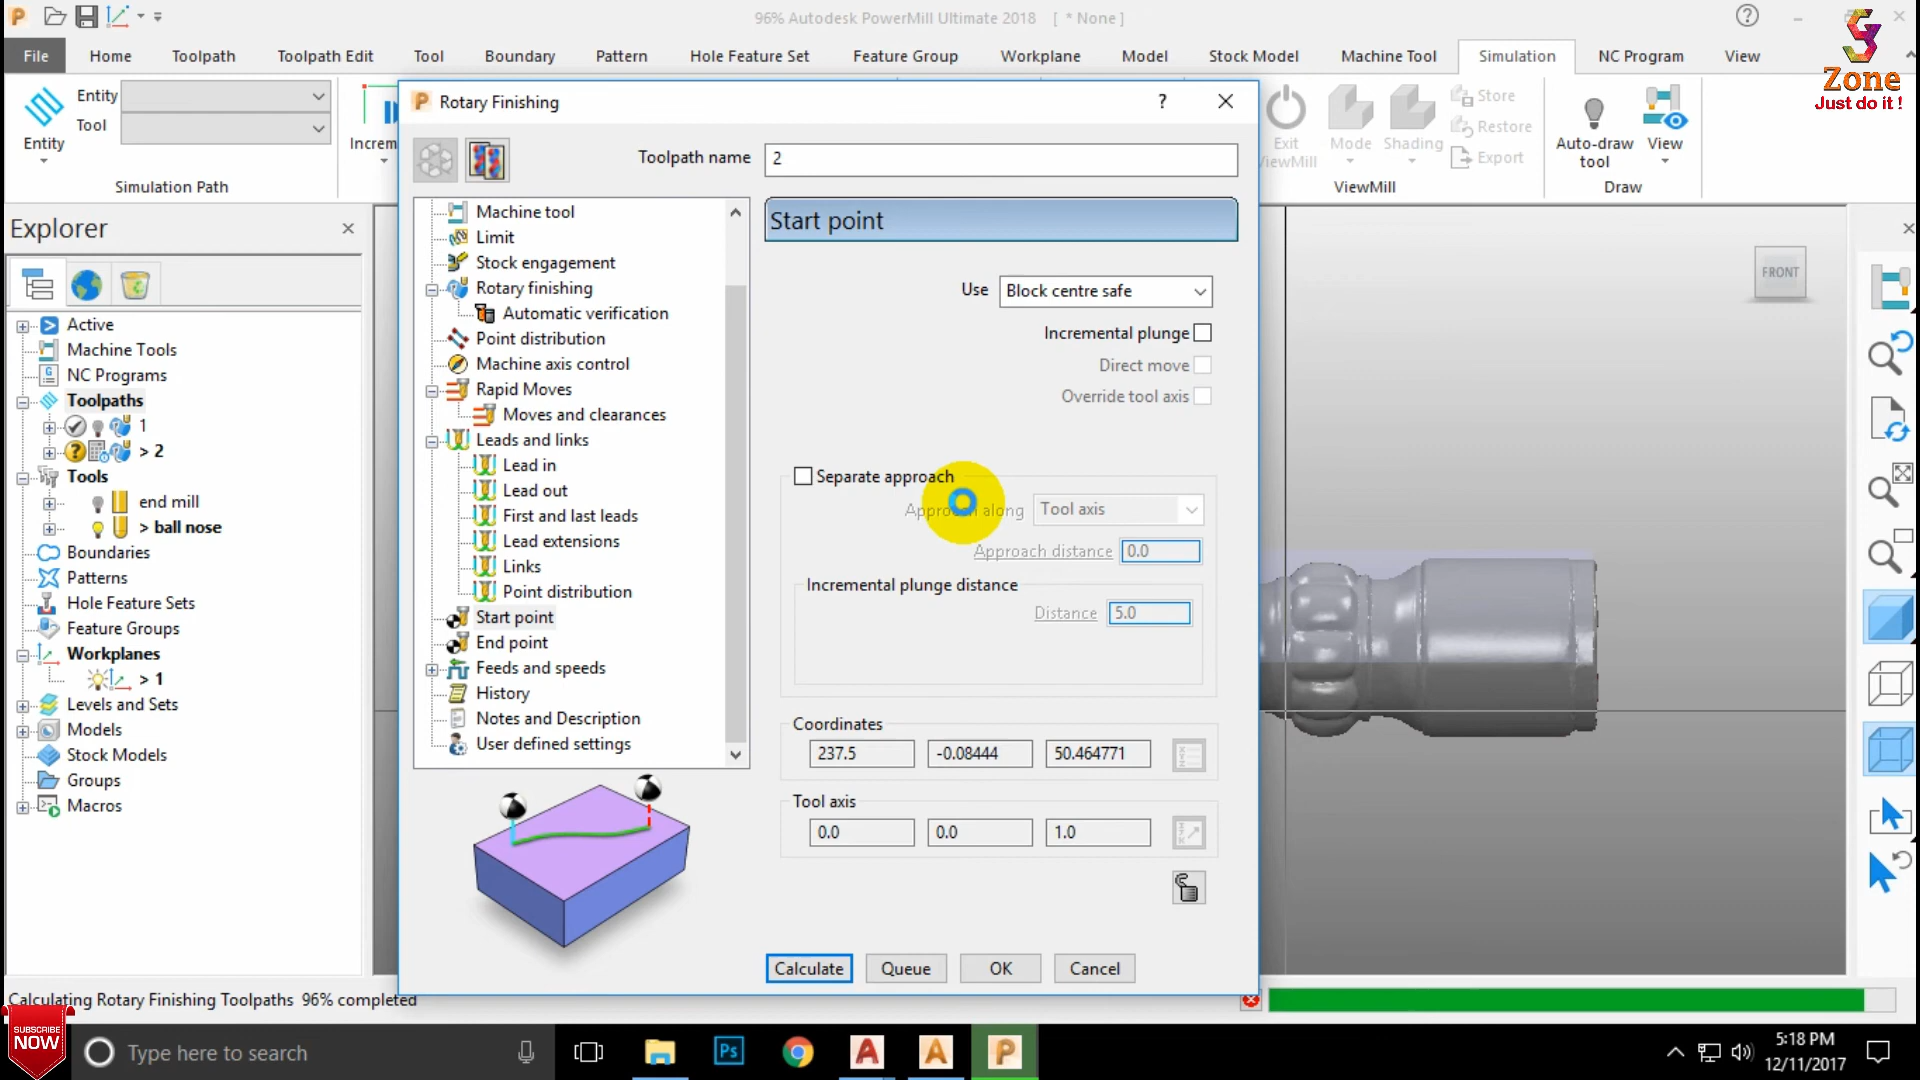 96% Autodesk PowerMill Ultimate 2018 [ * None ]
File Home Toolpath Toolpath Edit Tool Boundary Pattern Hole Feature Set Feature Group Workplane Model Stock Model Machine Tool Simulation NC Program View
Zone
Just do it !
Entity
Tool
Entity
Simulation Path
Increm
Exit
ViewMill
Mode
Shading
Store
Restore
Export
ViewMill
Auto-draw
tool
View
Draw
Explorer
Active
Machine Tools
NC Programs
Toolpaths
1
> 2
Tools
end mill
> ball nose
Boundaries
Patterns
Hole Feature Sets
Feature Groups
Workplanes
> 1
Levels and Sets
Models
Stock Models
Groups
Macros
Rotary Finishing
?
Toolpath name 2
Machine tool
Limit
Stock engagement
Rotary finishing
Automatic verification
Point distribution
Machine axis control
Rapid Moves
Moves and clearances
Leads and links
Lead in
Lead out
First and last leads
Lead extensions
Links
Point distribution
Start point
End point
Feeds and speeds
History
Notes and Description
User defined settings
Start point
Use Block centre safe
Incremental plunge
Direct move
Override tool axis
Separate approach
Approach along Tool axis
Approach distance 0.0
Incremental plunge distance
Distance 5.0
Coordinates
237.5 -0.08444 50.464771
Tool axis
0.0 0.0 1.0
Calculate Queue OK Cancel
FRONT
Calculating Rotary Finishing Toolpaths 96% completed
SUBSCRIBE
NOW
Type here to search
Ps
5:18 PM
12/11/2017